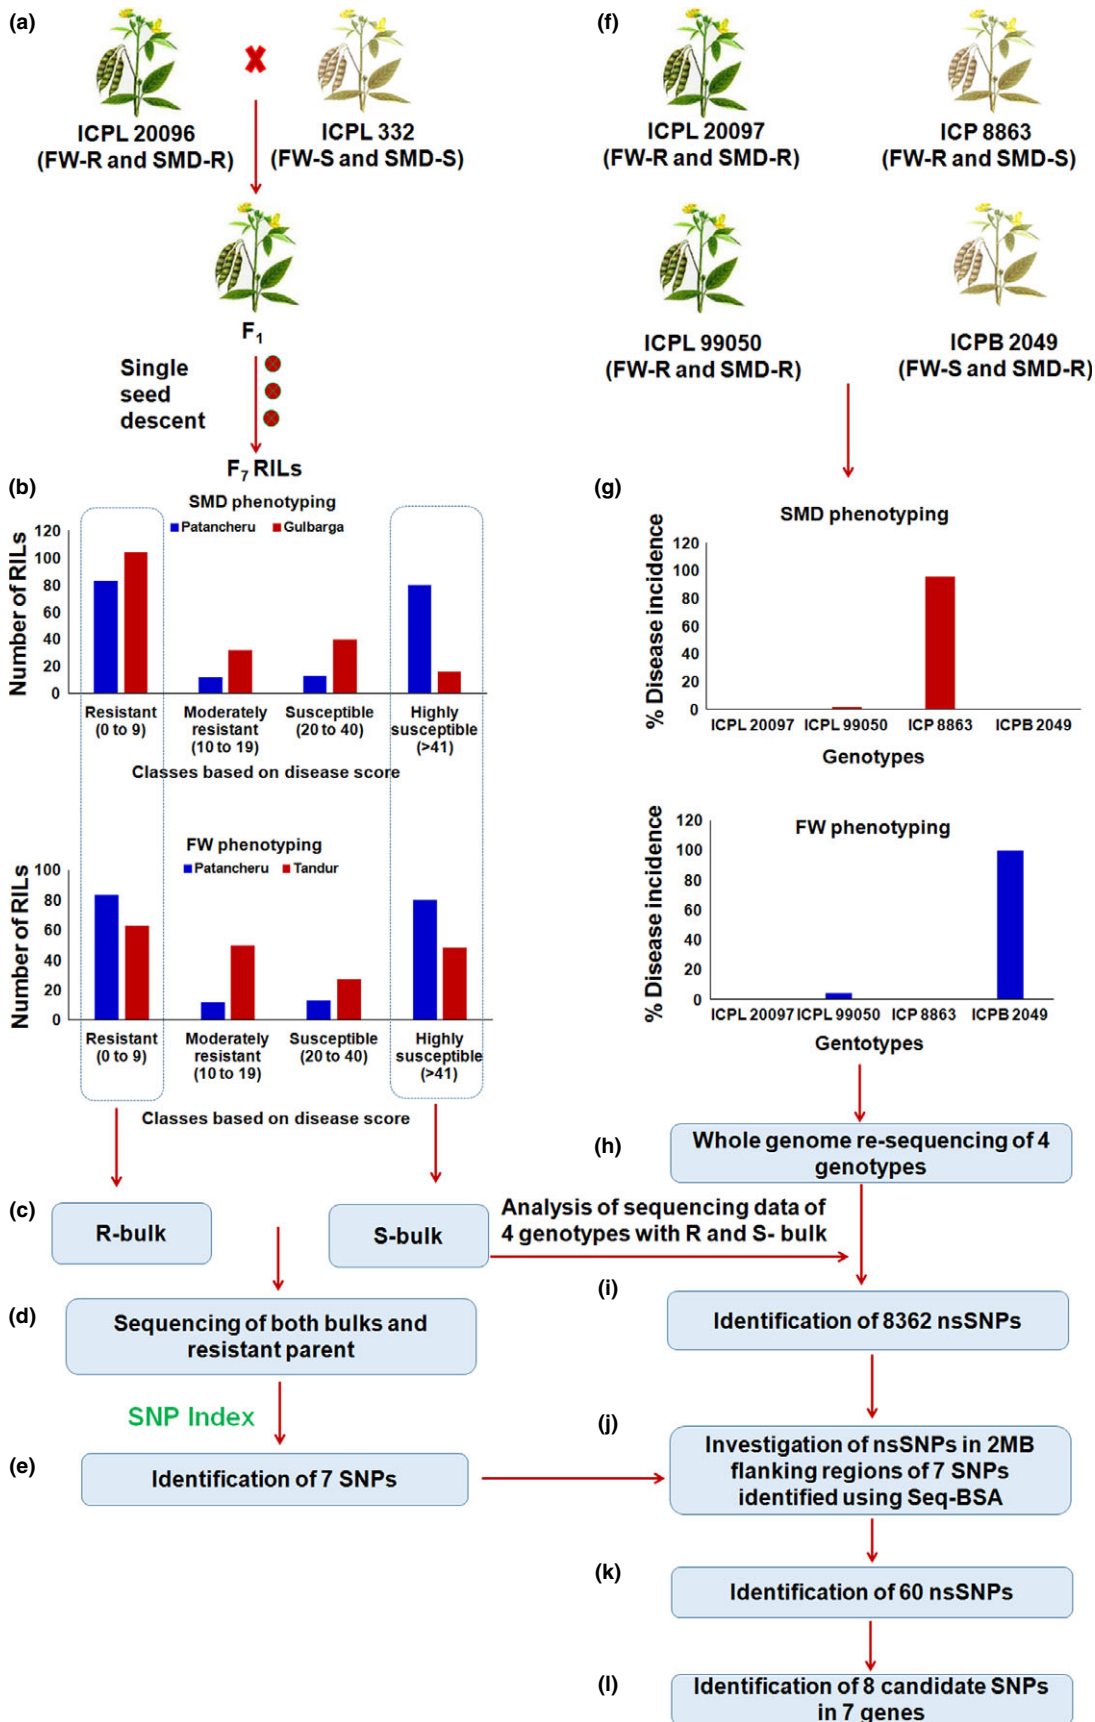 (a)
ICPL 20096
(FW-R and SMD-R)
X
ICPL 332
(FW-S and SMD-S)
F1
Single
seed
descent
F7 RILs
(b)
SMD phenotyping
Patancheru
Gulbarga
Number of RILs
120
100
80
60
40
20
0
Resistant
(0 to 9)
Moderately
resistant
(10 to 19)
Susceptible
(20 to 40)
Highly
susceptible
(>41)
Classes based on disease score
FW phenotyping
Patancheru
Tandur
Number of RILs
100
80
60
40
20
0
Resistant
(0 to 9)
Moderately
resistant
(10 to 19)
Susceptible
(20 to 40)
Highly
susceptible
(>41)
Classes based on disease score
(c)
R-bulk
S-bulk
Analysis of sequencing data of
4 genotypes with R and S- bulk
(d)
Sequencing of both bulks and
resistant parent
SNP Index
(e)
Identification of 7 SNPs
(f)
ICPL 20097
(FW-R and SMD-R)
ICP 8863
(FW-R and SMD-S)
ICPL 99050
(FW-R and SMD-R)
ICPB 2049
(FW-S and SMD-R)
(g)
SMD phenotyping
% Disease incidence
120
100
80
60
40
20
0
ICPL 20097
ICPL 99050
ICP 8863
ICPB 2049
Genotypes
FW phenotyping
% Disease incidence
120
100
80
60
40
20
0
ICPL 20097
ICPL 99050
ICP 8863
ICPB 2049
Gentotypes
(h)
Whole genome re-sequencing of 4
genotypes
(i)
Identification of 8362 nsSNPs
(j)
Investigation of nsSNPs in 2MB
flanking regions of 7 SNPs
identified using Seq-BSA
(k)
Identification of 60 nsSNPs
(l)
Identification of 8 candidate SNPs
in 7 genes